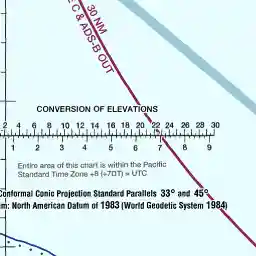 30 NM
E C & ADS-B OUT
CONVERSION OF ELEVATIONS
2 4 6 8 10 12 14 16 18 20 22 24 26 28 30
1 2 3 4 5 6 7 8 9
Entire area of this chart is within the Pacific
Standard Time Zone +8 (+7DT) = UTC
Conformal Conic Projection Standard Parallels 33° and 45°
um: North American Datum of 1983 (World Geodetic System 1984)